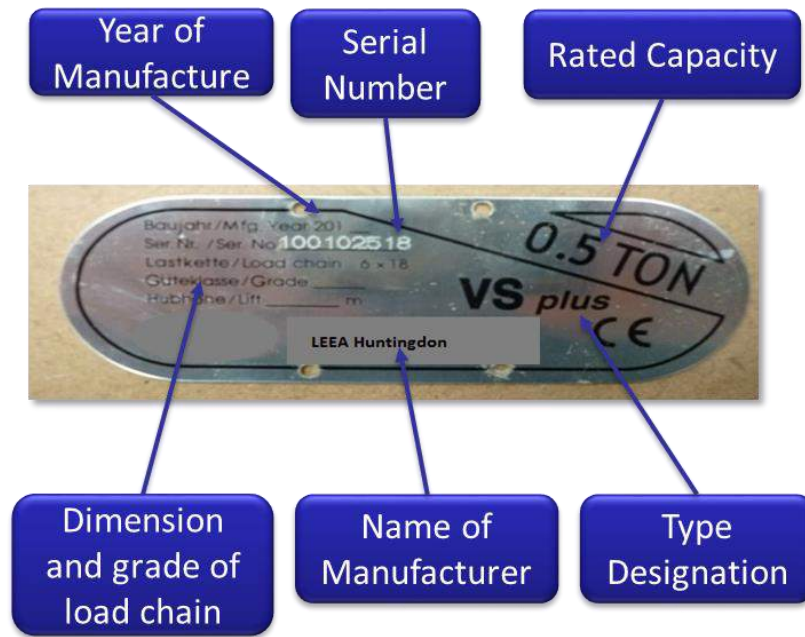 Year of
Manufacture
Serial
Number
Rated Capacity
Baujahr/Mfg. Year 201
Ser.Nr. /Ser. No 100102518
Lastkette/Load chain 6 x 18
Güteklasse/Grade
Hubhöhe/Lift m
0.5 TON
VS plus
CE
LEEA Huntingdon
Dimension
and grade of
load chain
Name of
Manufacturer
Type
Designation